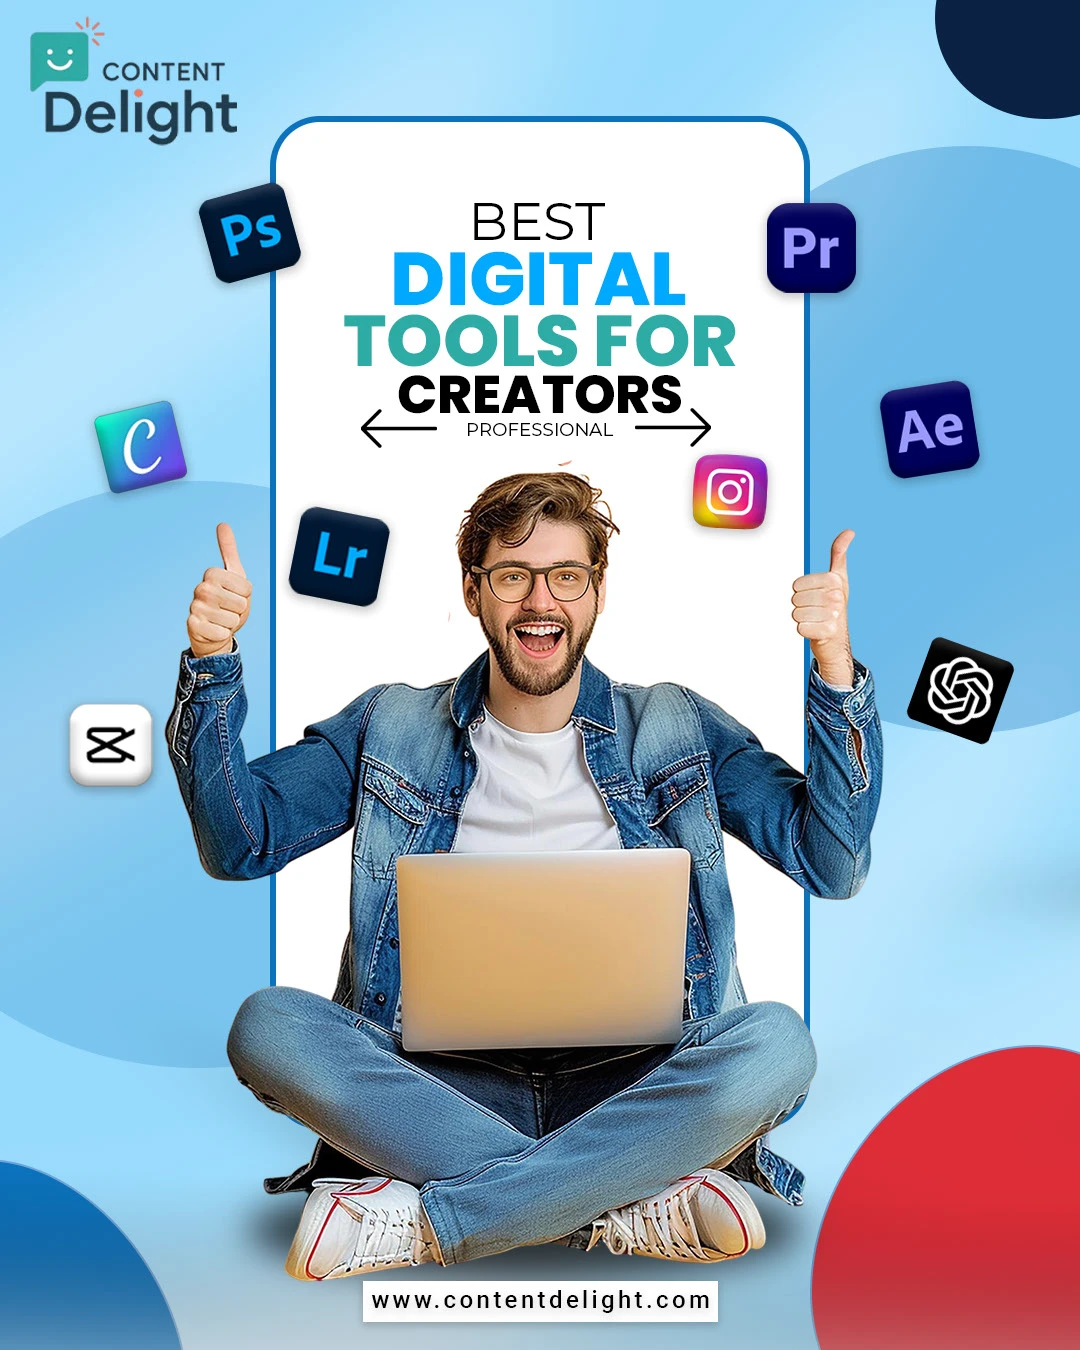 CONTENT
Delight
Ps
BEST
Pr
DIGITAL
TOOLS FOR
CREATORS
PROFESSIONAL
Ae
C
Lr
www.contentdelight.com